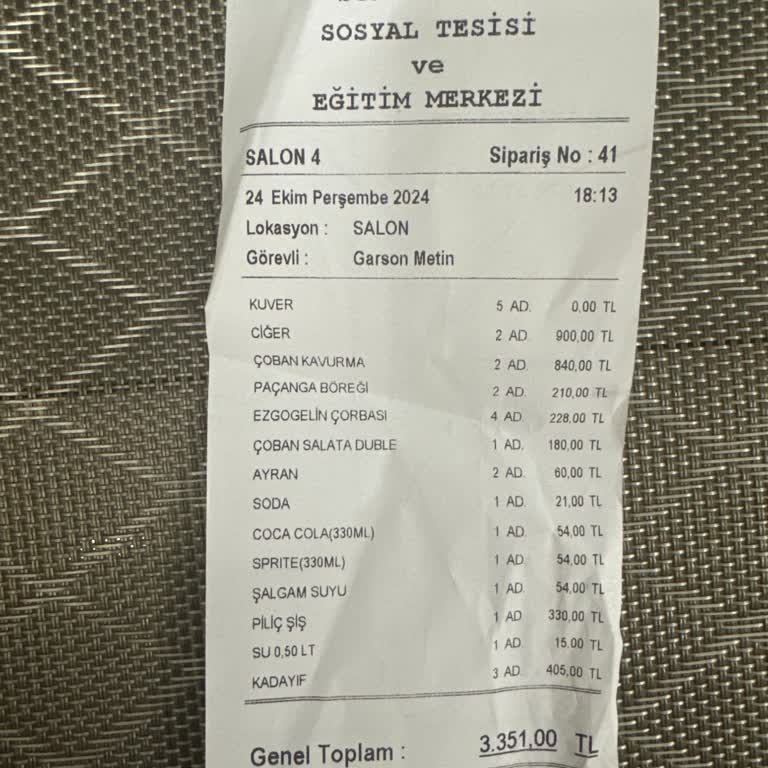 SOSYAL TESİSİ
ve
EĞİTİM MERKEZİ
SALON 4 Sipariş No : 41
24 Ekim Perşembe 2024 18:13
Lokasyon : SALON
Görevli : Garson Metin
KUVER 5 AD. 0,00 TL
CİĞER 2 AD. 900,00 TL
ÇOBAN KAVURMA 2 AD. 840,00 TL
PAÇANGA BÖREĞİ 2 AD. 210,00 TL
EZGOGELİN ÇORBASI 4 AD. 228,00 TL
ÇOBAN SALATA DUBLE 1 AD. 180,00 TL
AYRAN 2 AD. 60,00 TL
SODA 1 AD. 21,00 TL
COCA COLA(330ML) 1 AD. 54,00 TL
SPRITE(330ML) 1 AD. 54,00 TL
ŞALGAM SUYU 1 AD 54,00 TL
PİLİÇ ŞİŞ 1 AD 330,00 TL
SU 0,50 LT 1 AD. 15.00 TL
KADAYIF 3 AD. 405,00 TL
Genel Toplam : 3.351,00 TL